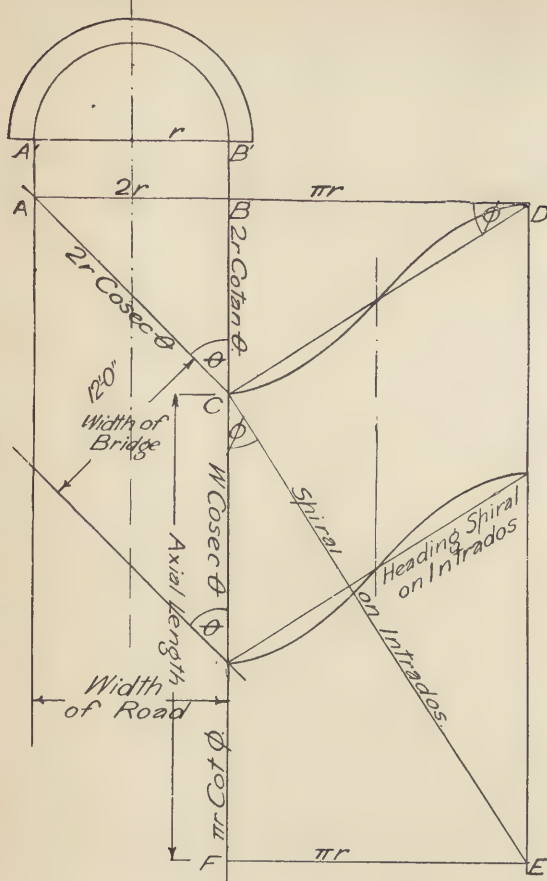 A'
r
B'
A
2r
B
πr
D
φ
2r Cosec θ
2r Cotan θ
θ
12'-0"
Width of
Bridge
C
φ
W Cosec θ
Axial Length
Spiral
on Intrados.
Heading Spiral
on Intrados
θ
Width
of Road
πr Cot φ
F
πr
E